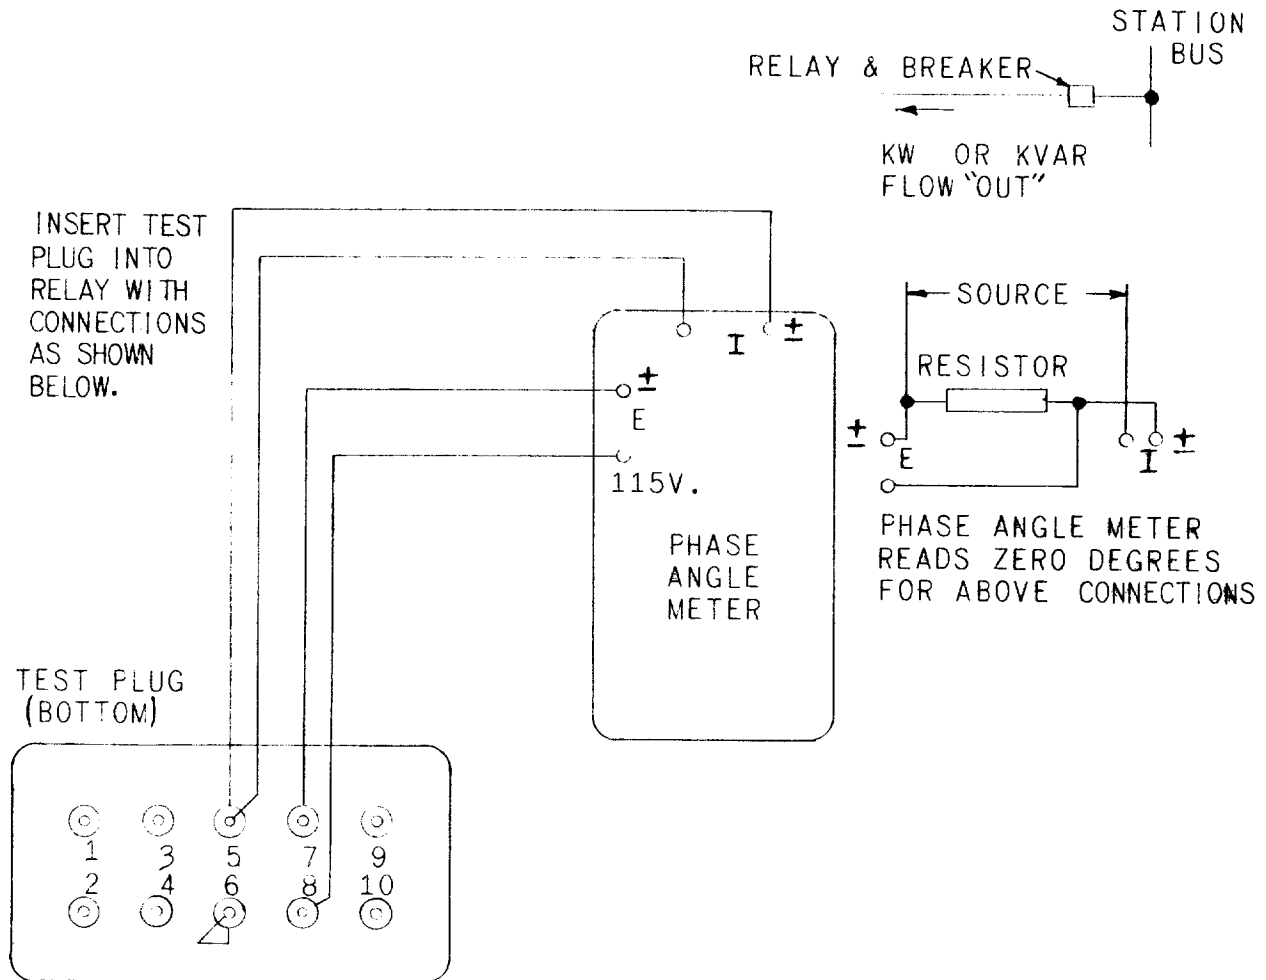 STATION
BUS
RELAY & BREAKER
KW OR KVAR
FLOW "OUT"
INSERT TEST
PLUG INTO
RELAY WITH
CONNECTIONS
AS SHOWN
BELOW.
I ±
±
E
115V.
PHASE
ANGLE
METER
SOURCE
RESISTOR
± E I ±
PHASE ANGLE METER
READS ZERO DEGREES
FOR ABOVE CONNECTIONS
TEST PLUG
(BOTTOM)
1 3 5 7 9
2 4 6 8 10